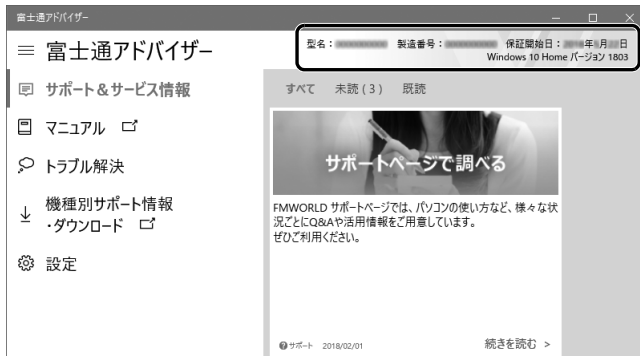 富士通アドバイザー
富士通アドバイザー
型名： 製造番号： 保証開始日： 年 月 日
Windows 10 Home バージョン 1803
サポート＆サービス情報
マニュアル
トラブル解決
機種別サポート情報
・ダウンロード
設定
すべて 未読(3) 既読
サポートページで調べる
FMWORLD サポートページでは、パソコンの使い方など、様々な状
況ごとにQ&Aや活用情報をご用意しています。
ぜひご利用ください。
サポート 2018/02/01 続きを読む >